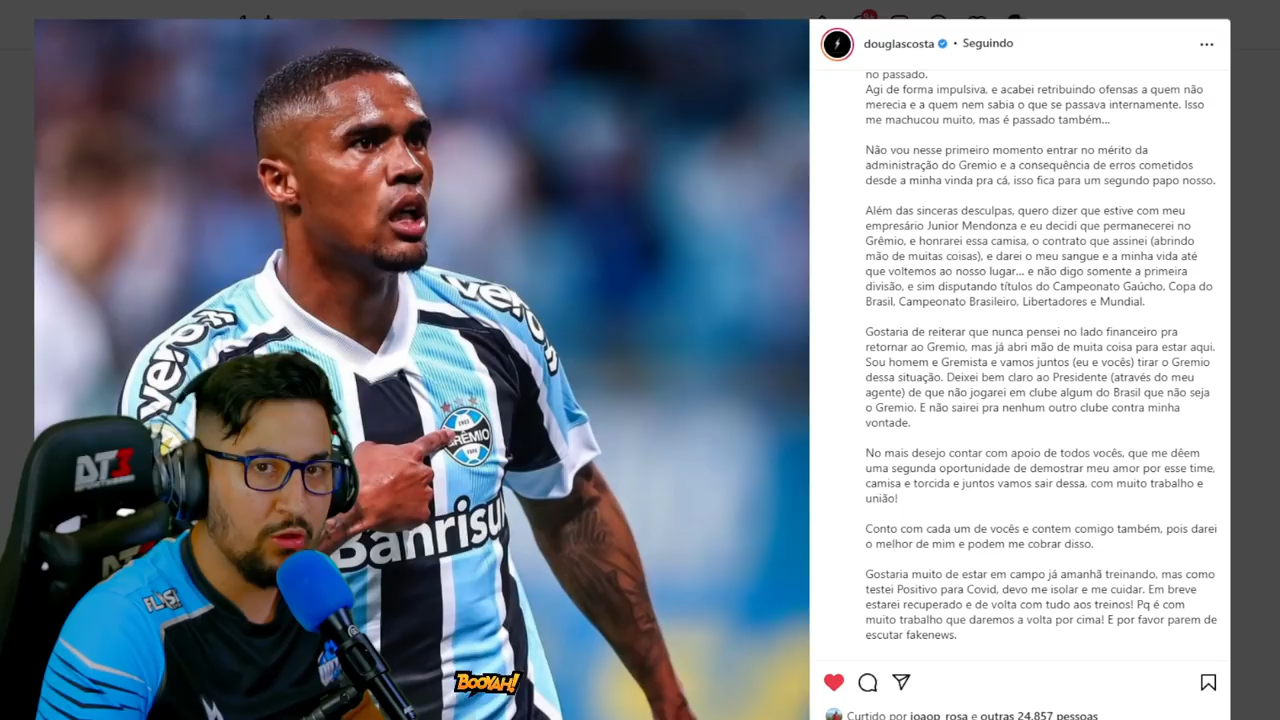 douglascosta • Seguindo
no passado.
Agi de forma impulsiva, e acabei retribuindo ofensas a quem não
merecia e a quem nem sabia o que se passava internamente. Isso
me machucou muito, mas é passado também...
Não vou nesse primeiro momento entrar no mérito da
administração do Gremio e a consequência de erros cometidos
desde a minha vinda pra cá, isso fica para um segundo papo nosso.
Além das sinceras desculpas, quero dizer que estive com meu
empresário Junior Mendonza e eu decidi que permanecerei no
Grêmio, e honrarei essa camisa, o contrato que assinei (abrindo
mão de muitas coisas), e darei o meu sangue e a minha vida até
que voltemos ao nosso lugar... e não digo somente a primeira
divisão, e sim disputando títulos do Campeonato Gaúcho, Copa do
Brasil, Campeonato Brasileiro, Libertadores e Mundial.
Gostaria de reiterar que nunca pensei no lado financeiro pra
retornar ao Gremio, mas já abri mão de muita coisa para estar aqui.
Sou homem e Gremista e vamos juntos (eu e vocês) tirar o Gremio
dessa situação. Deixei bem claro ao Presidente (através do meu
agente) de que não jogarei em clube algum do Brasil que não seja
o Gremio. E não sairei pra nenhum outro clube contra minha
vontade.
No mais desejo contar com apoio de todos vocês, que me dêem
uma segunda oportunidade de demostrar meu amor por esse time,
camisa e torcida e juntos vamos sair dessa, com muito trabalho e
união!
Conto com cada um de vocês e contem comigo também, pois darei
o melhor de mim e podem me cobrar disso.
Gostaria muito de estar em campo já amanhã treinando, mas como
testei Positivo para Covid, devo me isolar e me cuidar. Em breve
estarei recuperado e de volta com tudo aos treinos! Pq é com
muito trabalho que daremos a volta por cima! E por favor parem de
escutar fakenews.
Curtido por joaop_rosa e outras 24.857 pessoas
vero
vero
1903
GRÊMIO
FBPA
Banrisul
DT3
DT3
FLASH
BOOYAH!